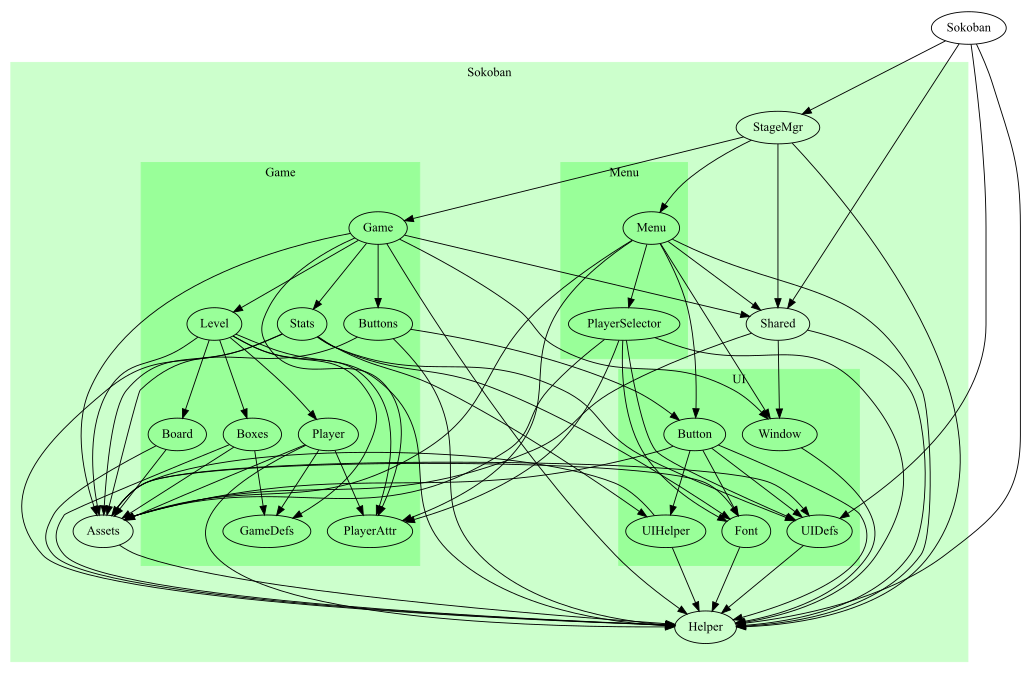 Sokoban
Sokoban
StageMgr
Game
Menu
Game
Menu
Level
Stats
Buttons
PlayerSelector
Shared
UI
Board
Boxes
Player
Button
Window
Assets
GameDefs
PlayerAttr
UIHelper
Font
UIDefs
Helper